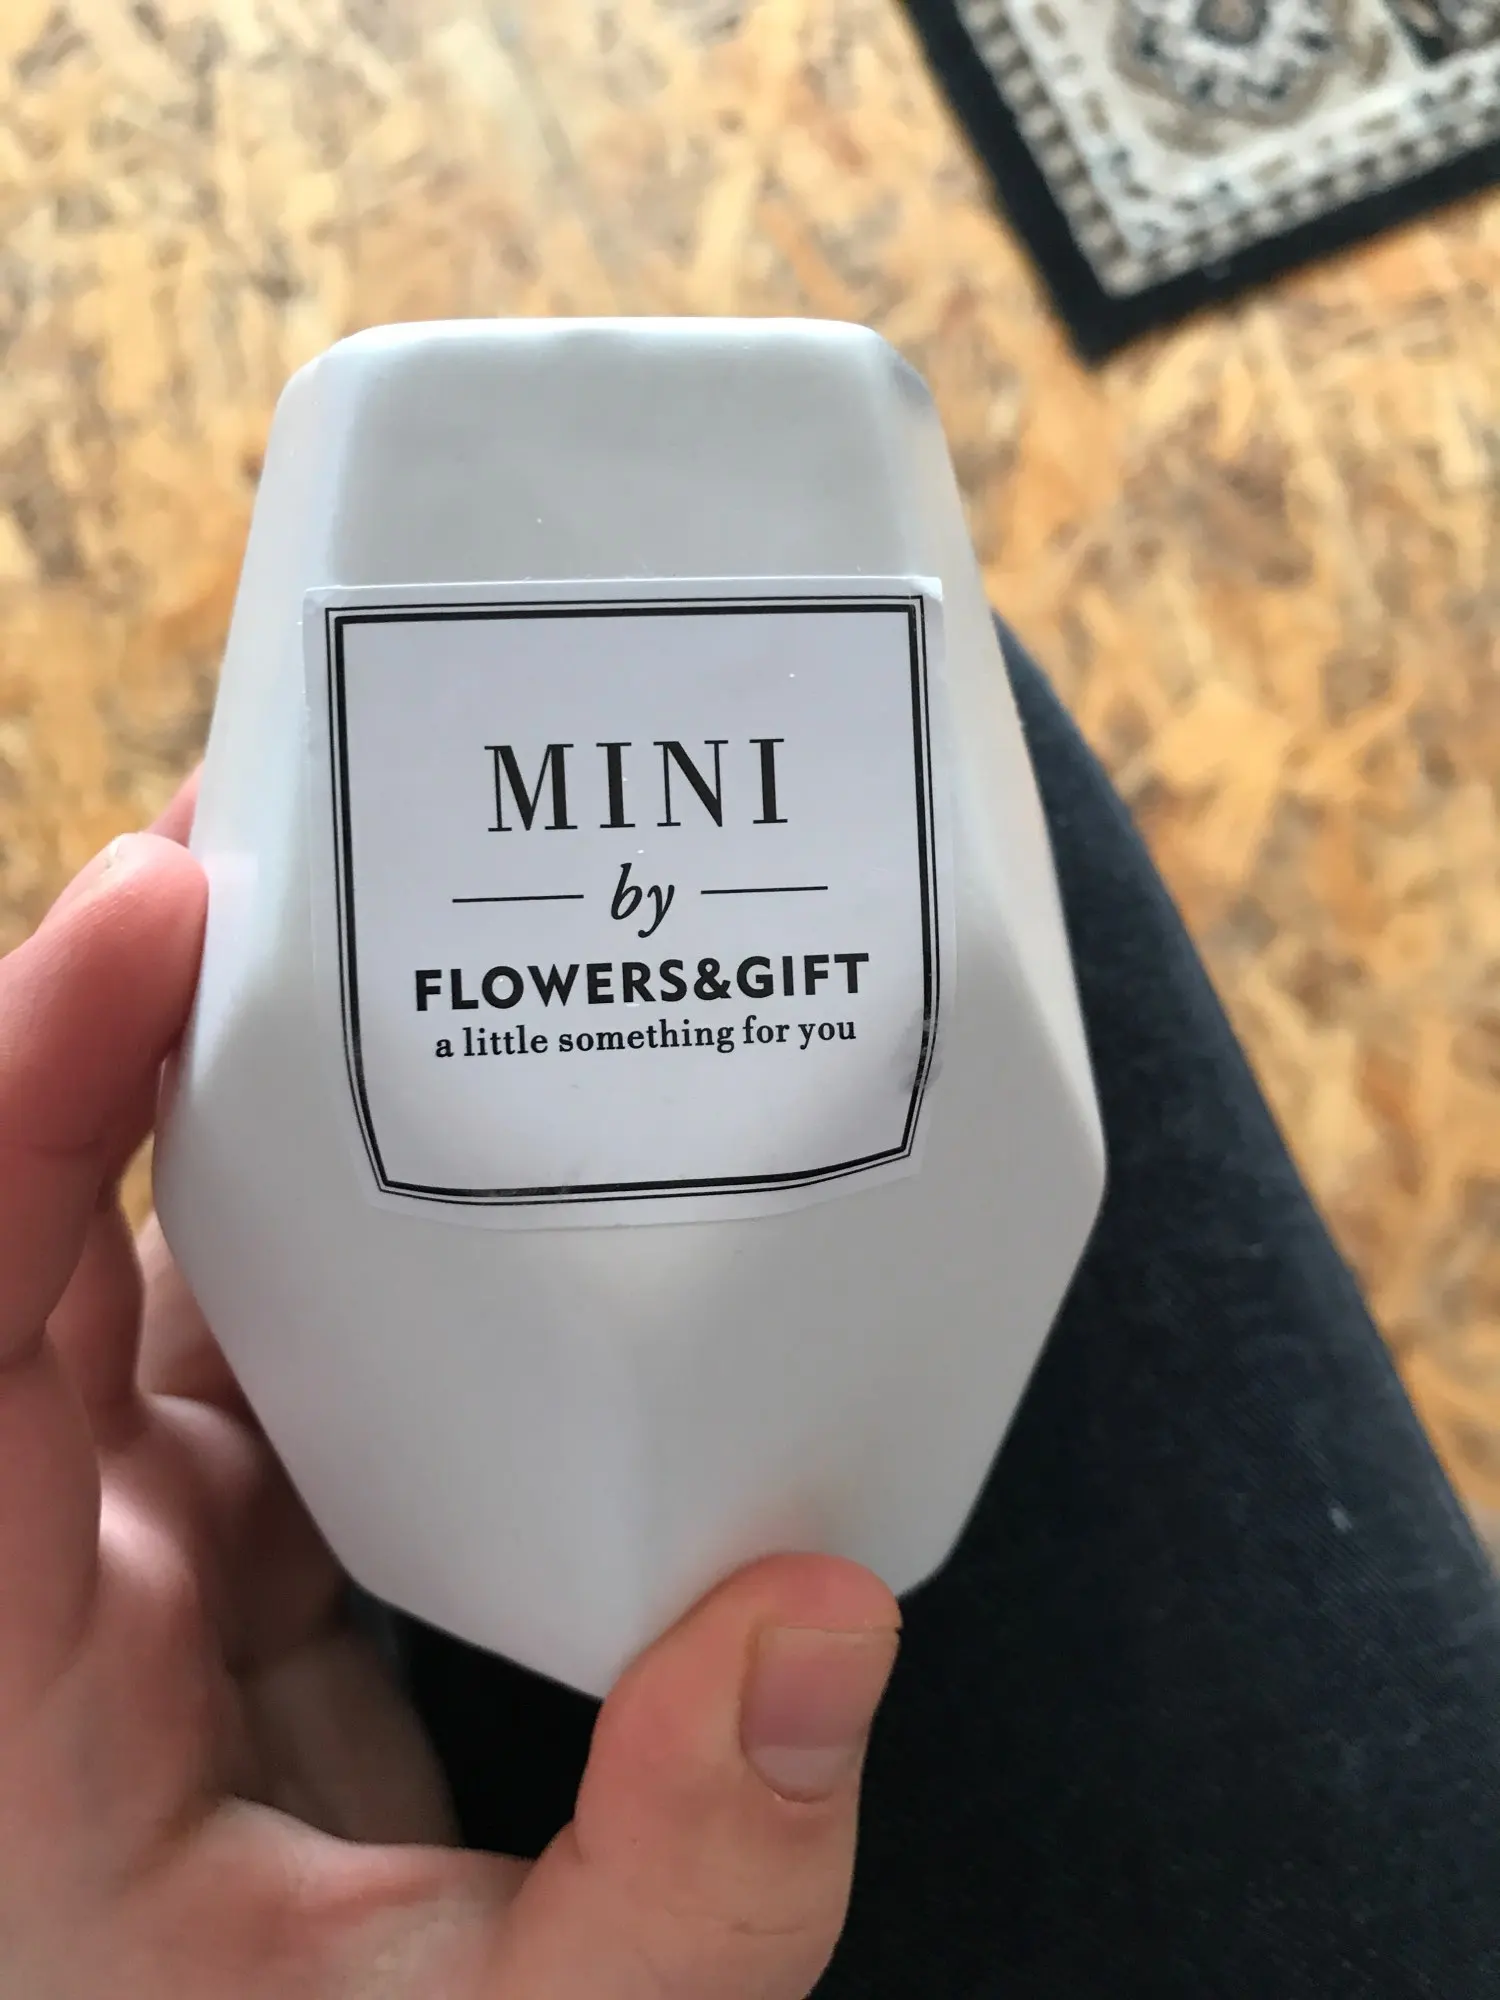 MINI
by
FLOWERS&GIFT
a little something for you